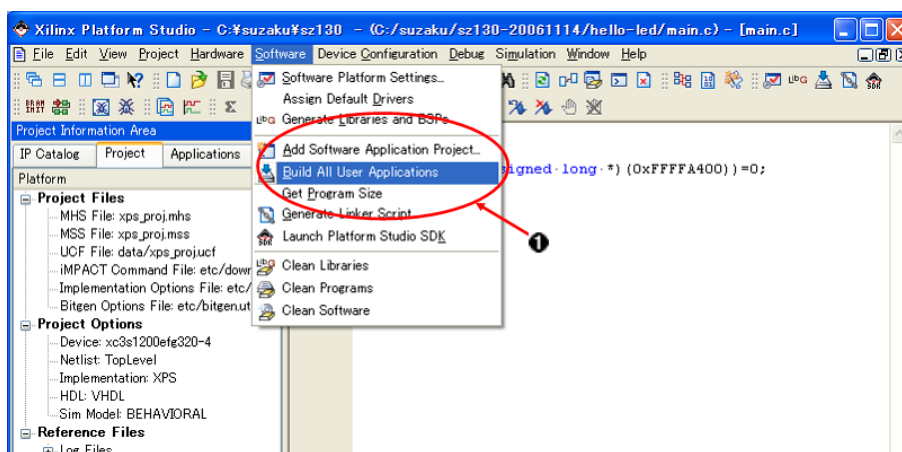 Xilinx Platform Studio - C:¥suzaku¥sz130 - (C:/suzaku/sz130-20061114/hello-led/main.c) - [main.c]
File Edit View Project Hardware Software Device Configuration Debug Simulation Window Help
Software Platform Settings...
Assign Default Drivers
Generate Libraries and BSPs
Project Information Area
IP Catalog Project Applications
Add Software Application Project...
Build All User Applications
signed long *)(0xFFFFA400))=0;
Get Program Size
Generate Linker Script
Launch Platform Studio SDK
Clean Libraries
Clean Programs
Clean Software
Platform
Project Files
MHS File: xps_proj.mhs
MSS File: xps_proj.mss
UCF File: data/xps_proj.ucf
iMPACT Command File: etc/dow
Implementation Options File: etc/
Bitgen Options File: etc/bitgen.ut
Project Options
Device: xc3s1200efg320-4
Netlist: TopLevel
Implementation: XPS
HDL: VHDL
Sim Model: BEHAVIORAL
Reference Files
Log Files
❶